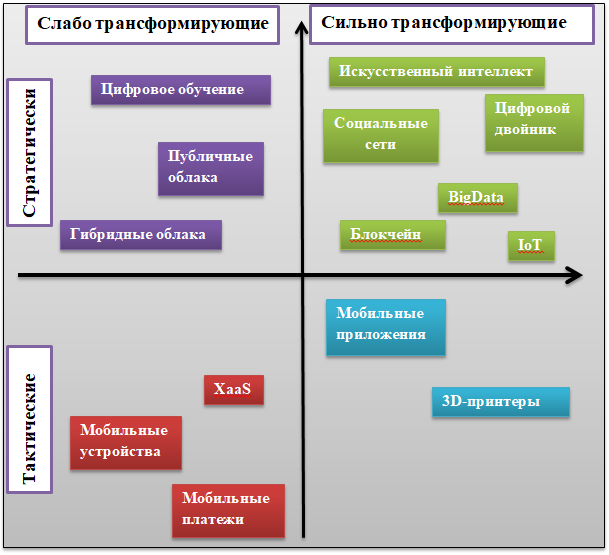 Слабо трансформирующие
Сильно трансформирующие
Стратегически
Цифровое обучение
Публичные
облака
Гибридные облака
Искусственный интеллект
Социальные
сети
Цифровой
двойник
BigData
Блокчейн
IoT
Тактические
XaaS
Мобильные
устройства
Мобильные
платежи
Мобильные
приложения
3D-принтеры